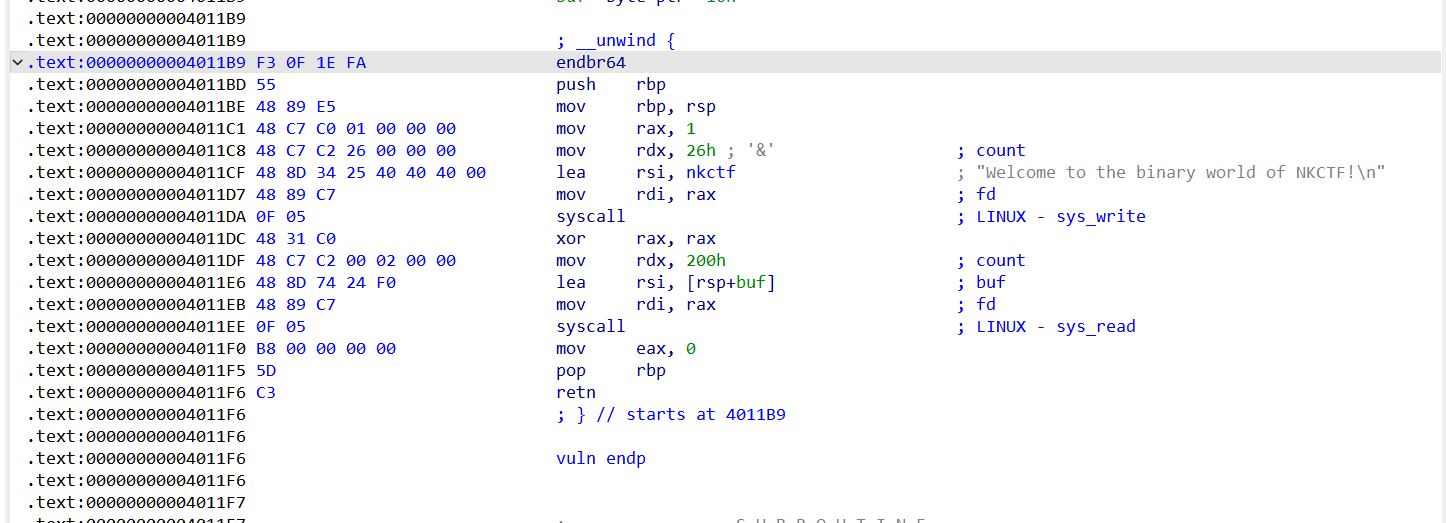 .text:00000000004011B9
.text:00000000004011B9
.text:00000000004011B9 ; __unwind {
.text:00000000004011B9 F3 0F 1E FA endbr64
.text:00000000004011BD 55 push rbp
.text:00000000004011BE 48 89 E5 mov rbp, rsp
.text:00000000004011C1 48 C7 C0 01 00 00 00 mov rax, 1
.text:00000000004011C8 48 C7 C2 26 00 00 00 mov rdx, 26h ; '&' ; count
.text:00000000004011CF 48 8D 34 25 40 40 40 00 lea rsi, nkctf ; "Welcome to the binary world of NKCTF!\n"
.text:00000000004011D7 48 89 C7 mov rdi, rax ; fd
.text:00000000004011DA 0F 05 syscall ; LINUX - sys_write
.text:00000000004011DC 48 31 C0 xor rax, rax
.text:00000000004011DF 48 C7 C2 00 02 00 00 mov rdx, 200h ; count
.text:00000000004011E6 48 8D 74 24 F0 lea rsi, [rsp+buf] ; buf
.text:00000000004011EB 48 89 C7 mov rdi, rax ; fd
.text:00000000004011EE 0F 05 syscall ; LINUX - sys_read
.text:00000000004011F0 B8 00 00 00 00 mov eax, 0
.text:00000000004011F5 5D pop rbp
.text:00000000004011F6 C3 retn
.text:00000000004011F6 ; } // starts at 4011B9
.text:00000000004011F6
.text:00000000004011F6 vuln endp
.text:00000000004011F6
.text:00000000004011F7